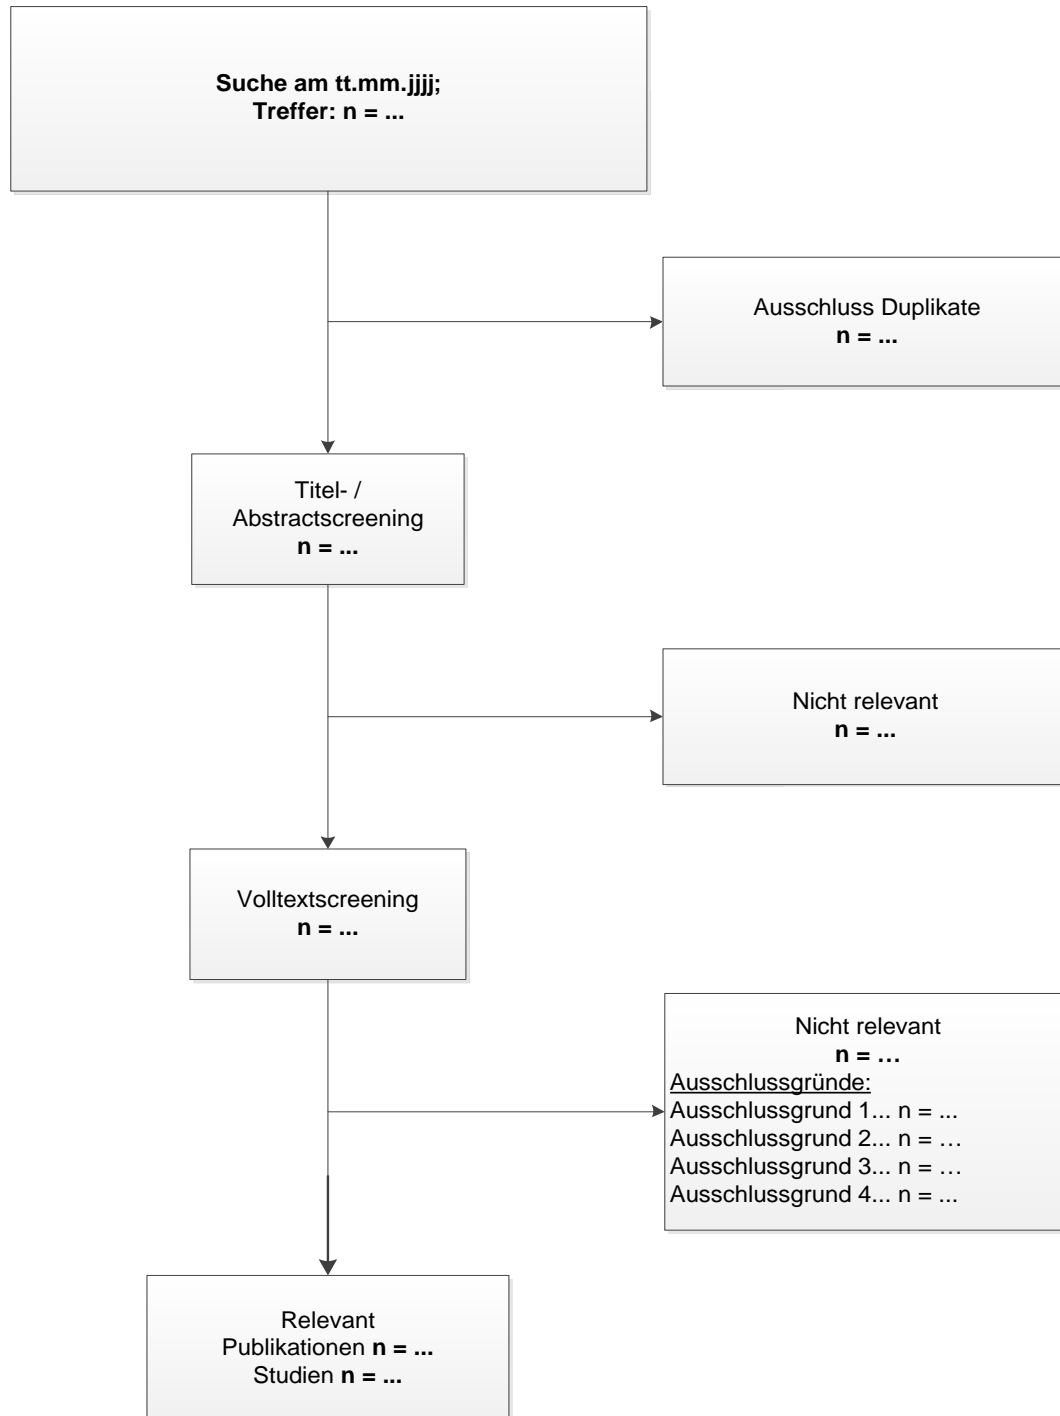 Suche am tt.mm.jjjj;
Treffer: n = ...
Ausschluss Duplikate
n = ...
Titel- /
Abstractscreening
n = ...
Nicht relevant
n = ...
Volltextscreening
n = ...
Nicht relevant
n = …
Ausschlussgründe:
Ausschlussgrund 1... n = ...
Ausschlussgrund 2... n = …
Ausschlussgrund 3... n = …
Ausschlussgrund 4... n = ...
Relevant
Publikationen n = ...
Studien n = ...